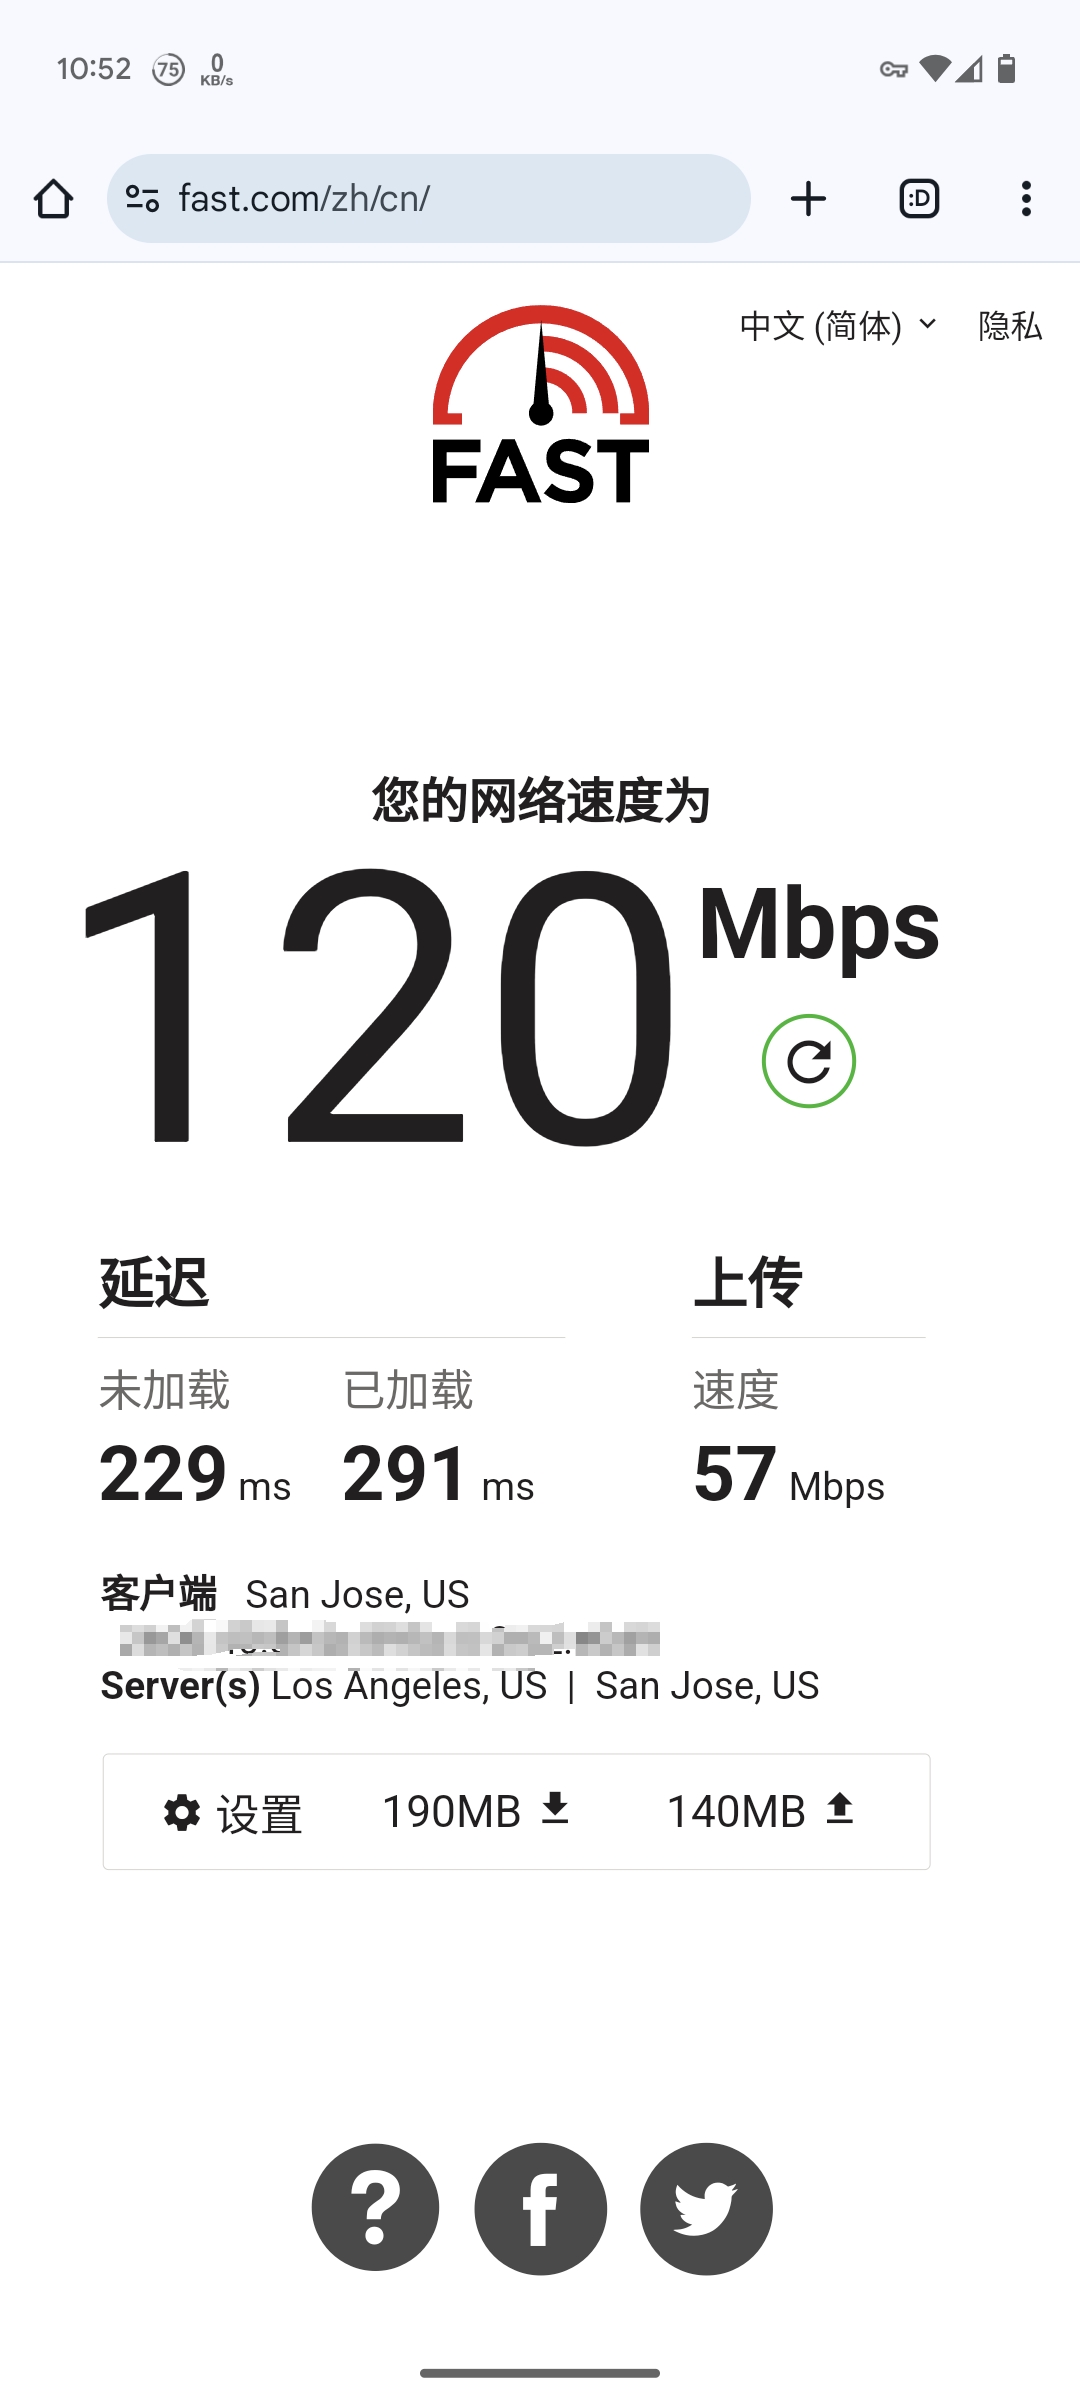 10:52 75 0 KB/s
fast.com/zh/cn/ :D
中文 (简体) 隐私
FAST
您的网络速度为
120 Mbps
延迟 上传
未加载 已加载 速度
229 ms 291 ms 57 Mbps
客户端 San Jose, US
Server(s) Los Angeles, US | San Jose, US
设置 190MB 140MB